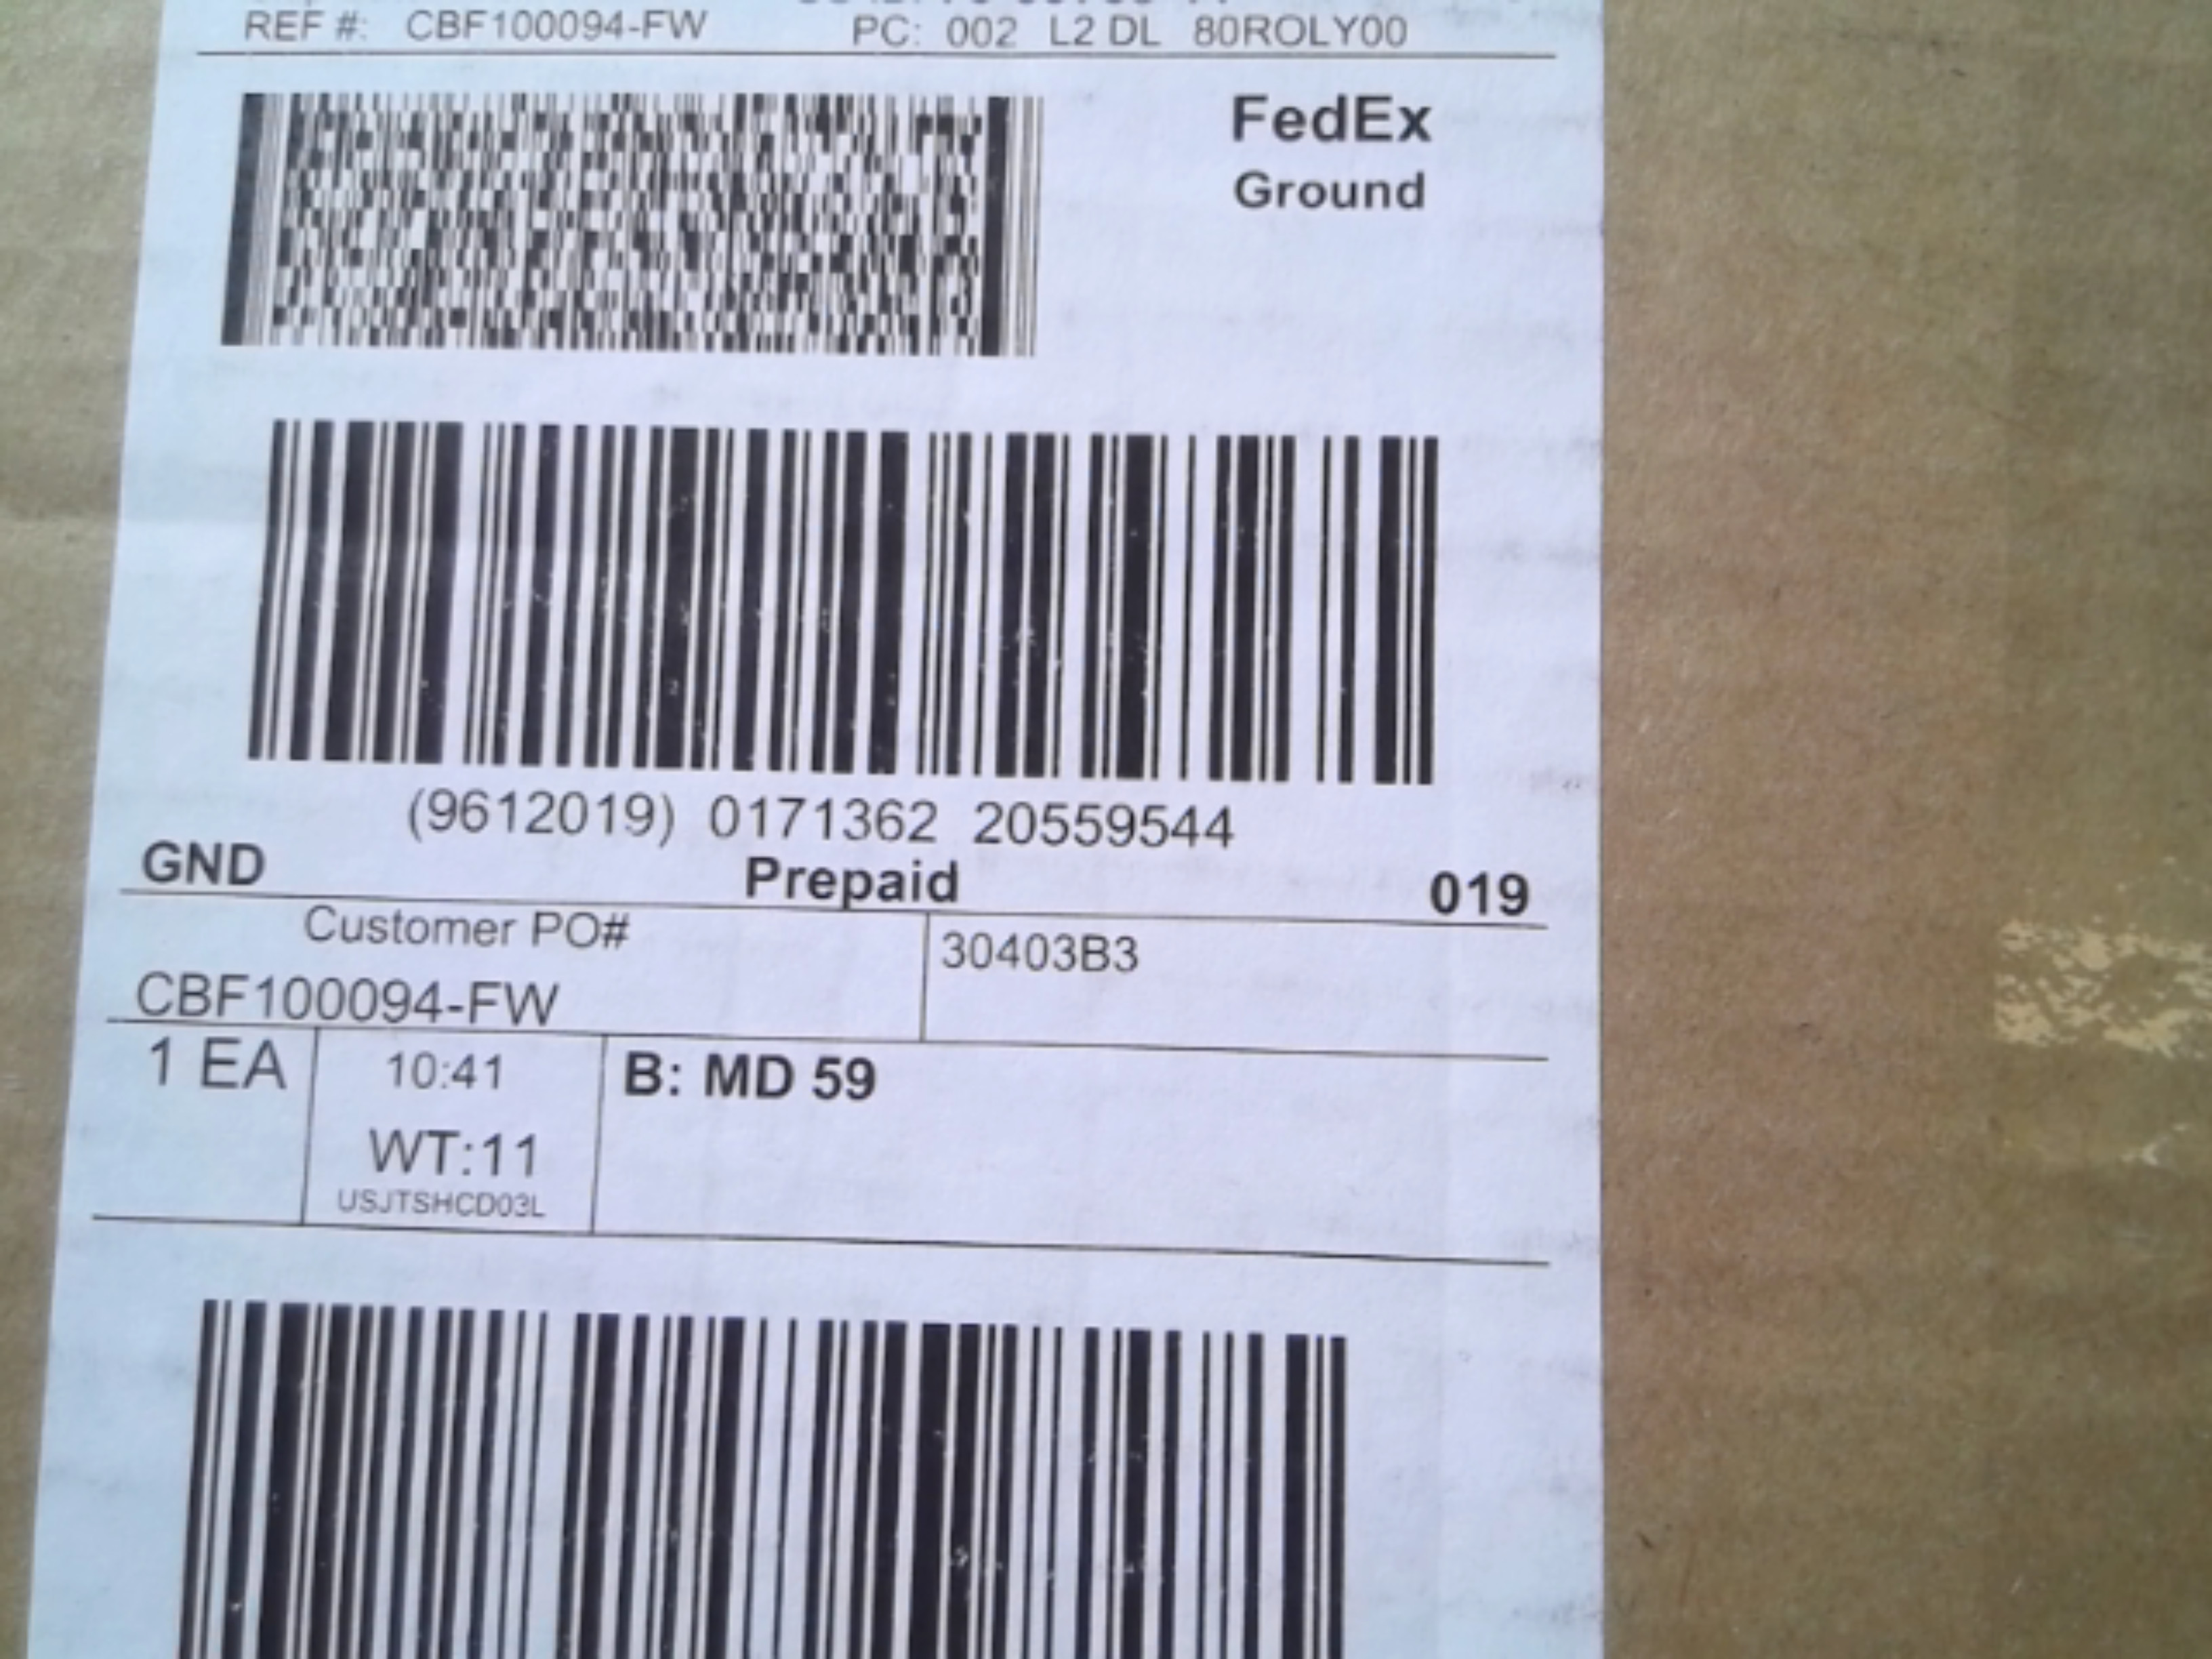 REF #: CBF100094-FW PC: 002 L2 DL 80ROLY00
FedEx
Ground
(9612019) 0171362 20559544
GND Prepaid 019
Customer PO# 30403B3
CBF100094-FW
1 EA 10:41 B: MD 59
WT:11
USJTSHCD03L